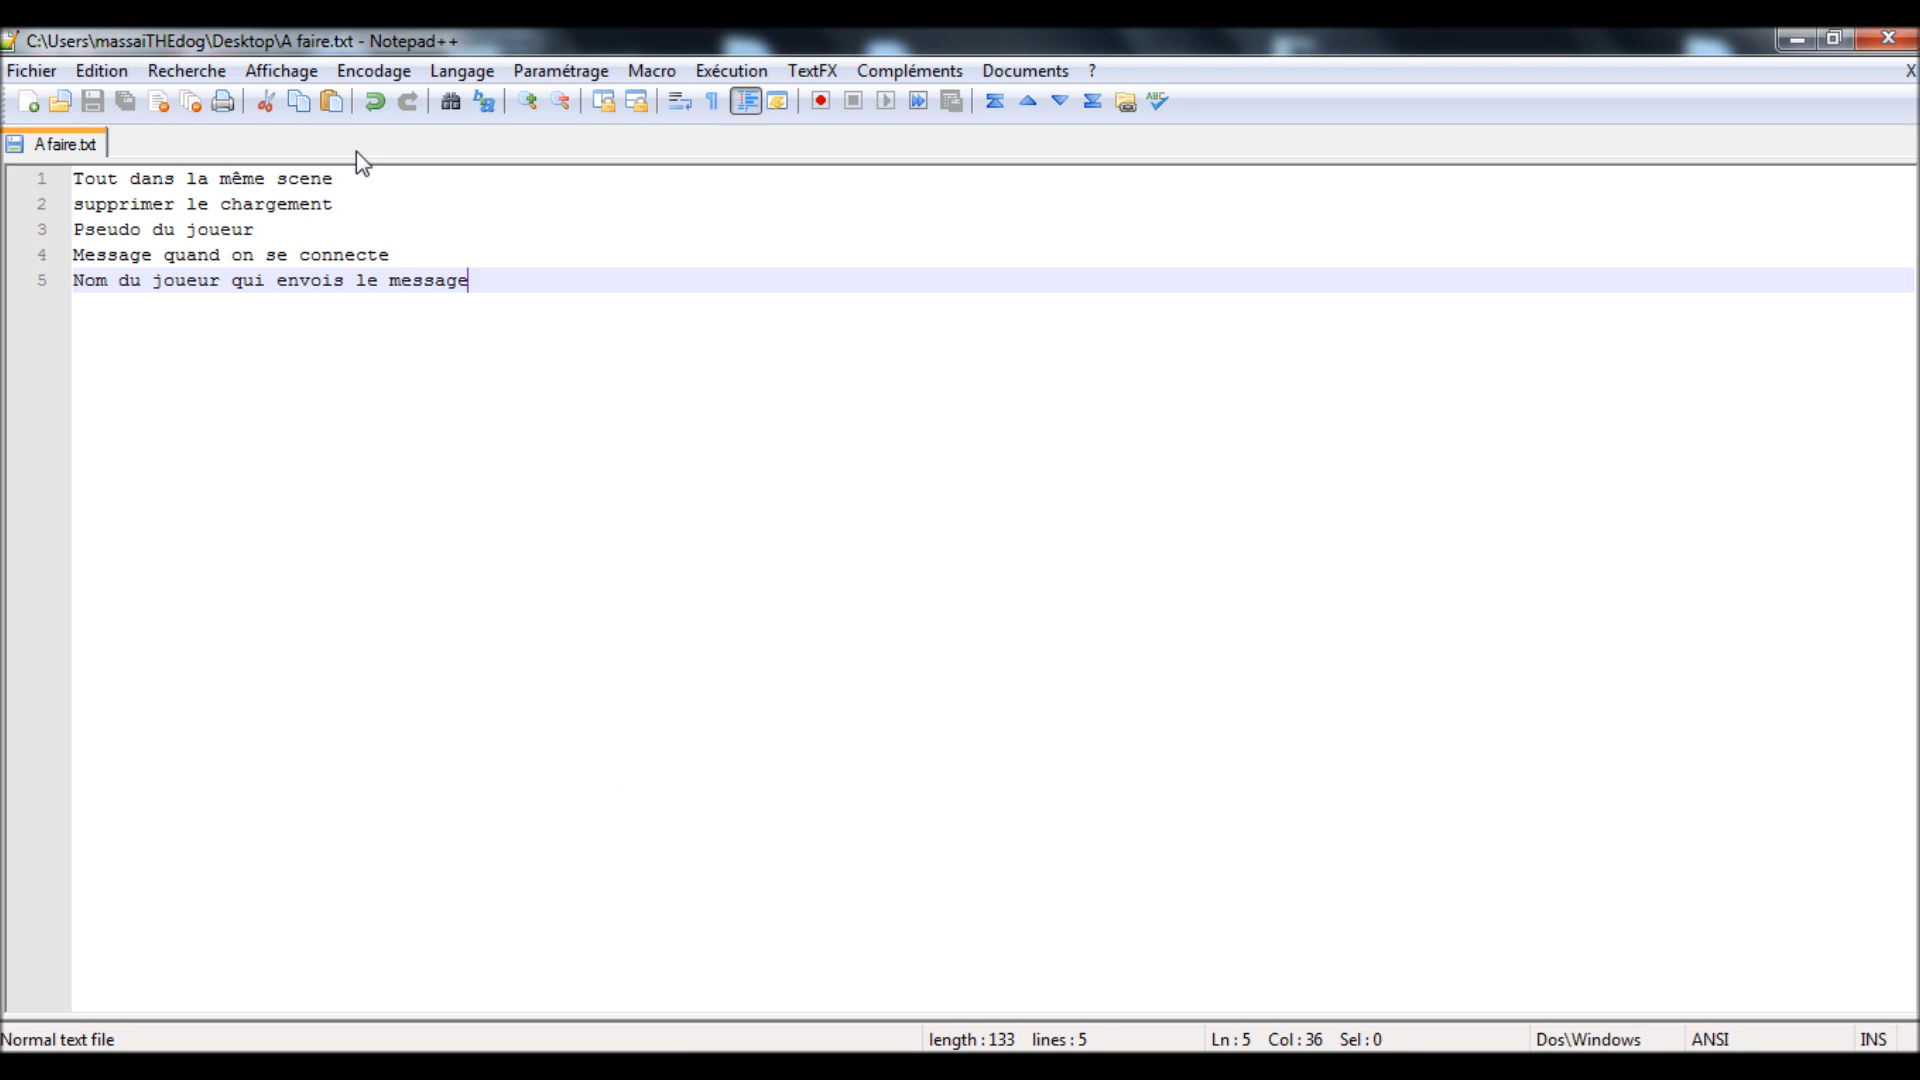 C:\Users\massaiTHEdog\Desktop\A faire.txt - Notepad++
Fichier Edition Recherche Affichage Encodage Langage Paramétrage Macro Exécution TextFX Compléments Documents ? X
A faire.txt
1 Tout dans la même scene
2 supprimer le chargement
3 Pseudo du joueur
4 Message quand on se connecte
5 Nom du joueur qui envois le message
Normal text file length : 133 lines : 5 Ln : 5 Col : 36 Sel : 0 Dos\Windows ANSI INS